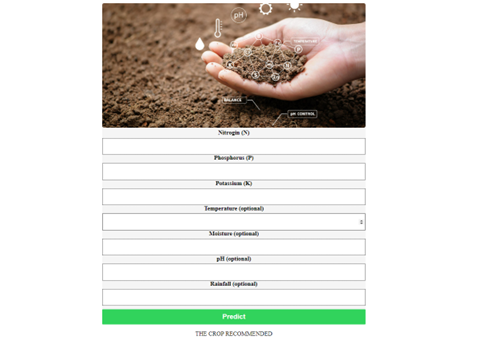 pH
TEMPERATURE
P
K
BALANCE
pH CONTROL
Nitrogin (N)
Phosphorus (P)
Potassium (K)
Temperature (optional)
Moisture (optional)
pH (optional)
Rainfall (optional)
Predict
THE CROP RECOMMENDED